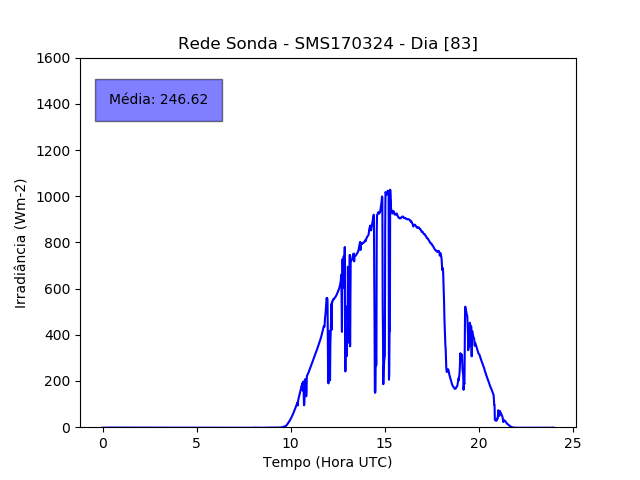 Rede Sonda - SMS170324 - Dia [83]
1600
1400
1200
1000
800
600
400
200
0
Média: 246.62
Irradiância (Wm-2)
0 5 10 15 20 25
Tempo (Hora UTC)